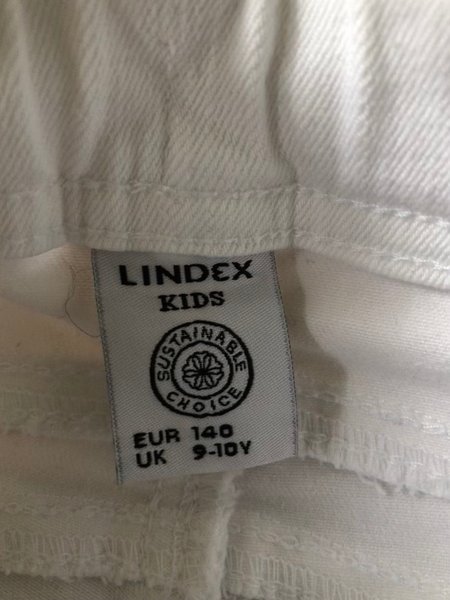 LINDEX
KIDS
SUSTAINABLE
CHOICE
EUR 140
UK 9-10Y